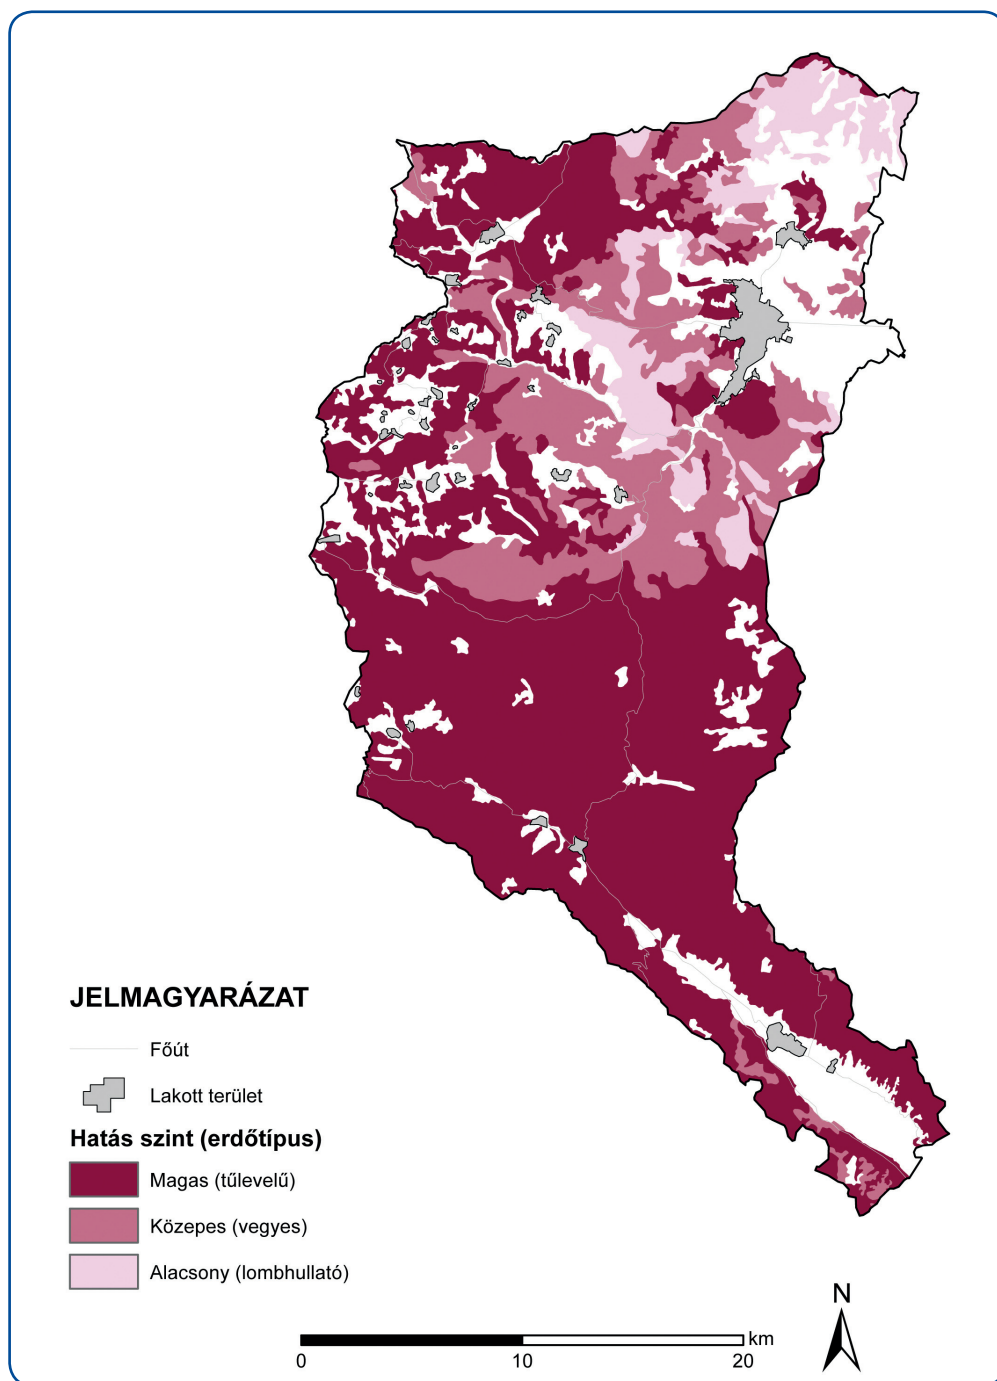 JELMAGYARÁZAT
Főút
Lakott terület
Hatás szint (erdőtípus)
Magas (tűlevelű)
Közepes (vegyes)
Alacsony (lombhullató)
N
km
0 10 20